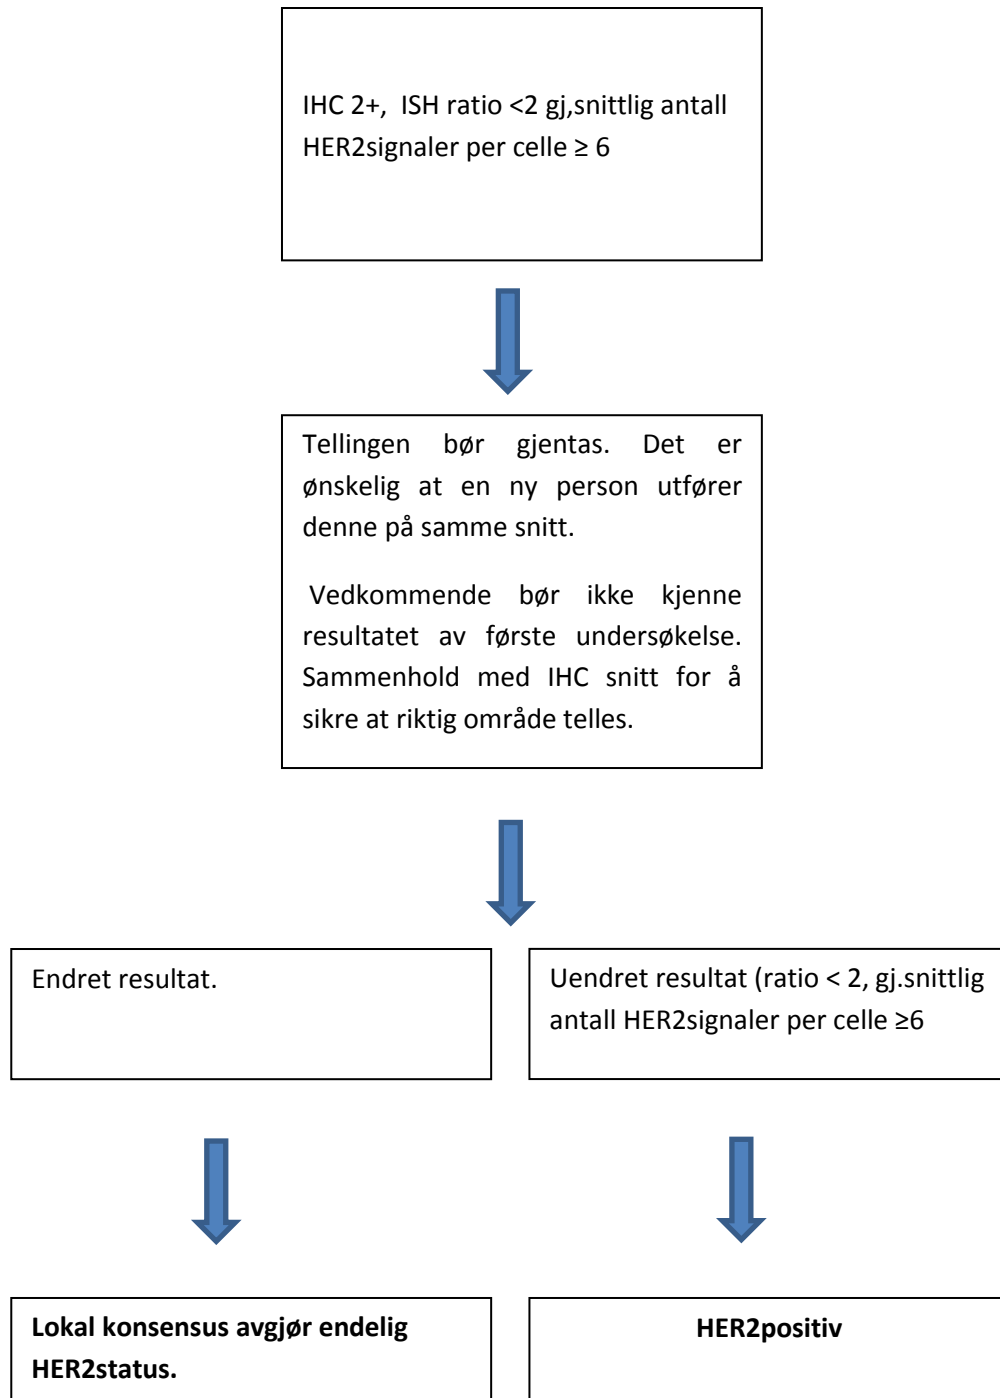 IHC 2+,  ISH ratio <2 gj,snittlig antall
HER2signaler per celle ≥ 6
Tellingen bør gjentas. Det er
ønskelig at en ny person utfører
denne på samme snitt.
Vedkommende bør ikke kjenne
resultatet av første undersøkelse.
Sammenhold med IHC snitt for å
sikre at riktig område telles.
Endret resultat.
Uendret resultat (ratio < 2, gj.snittlig
antall HER2signaler per celle ≥6
Lokal konsensus avgjør endelig
HER2status.
HER2positiv